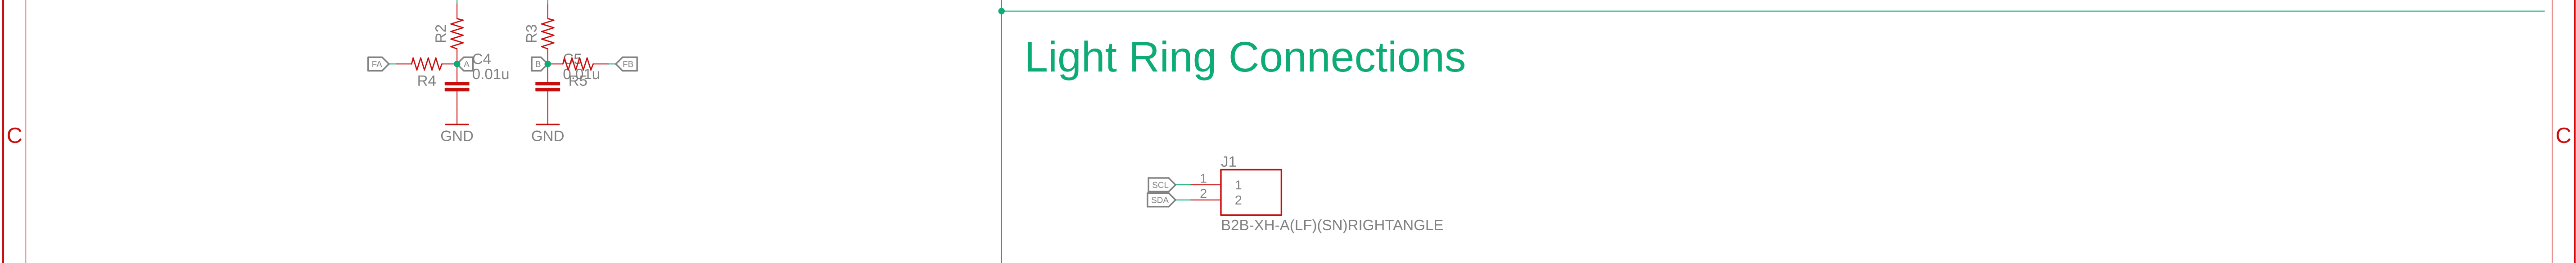 R2
R3
FA
R4
A
C4
0.01u
B
C5
0.01u
R5
FB
GND
GND
C
Light Ring Connections
J1
SCL
1
1
SDA
2
2
B2B-XH-A(LF)(SN)RIGHTANGLE
C